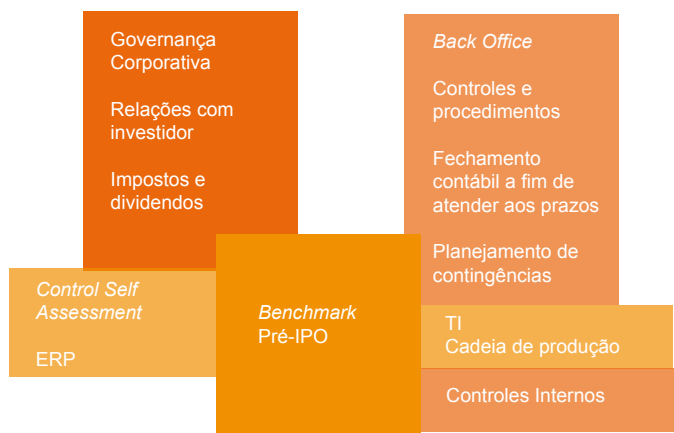 Governança
Corporativa
Relações com
investidor
Impostos e
dividendos
Back Office
Controles e
procedimentos
Fechamento
contábil a fim de
atender aos prazos
Planejamento de
contingências
Control Self
Assessment
ERP
Benchmark
Pré-IPO
TI
Cadeia de produção
Controles Internos